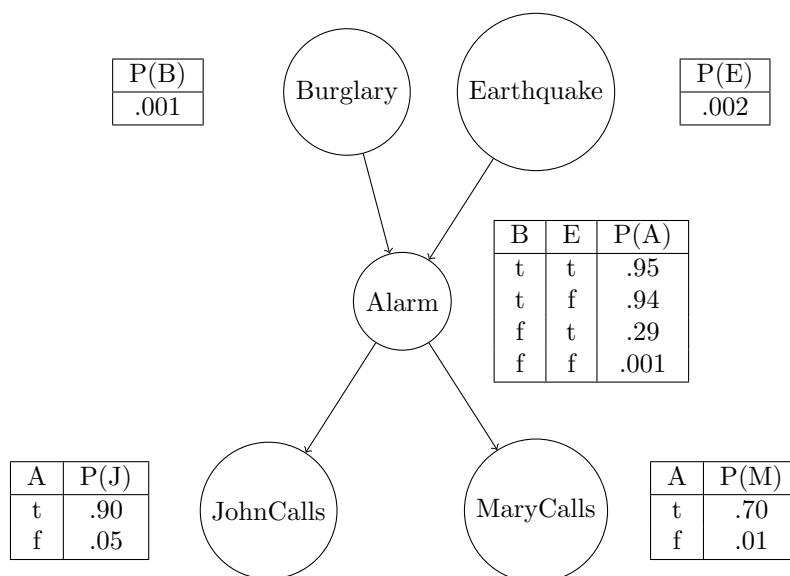 P(B)
.001
Burglary
Earthquake
P(E)
.002
B E P(A)
t t .95
t f .94
f t .29
f f .001
Alarm
A P(J)
t .90
f .05
JohnCalls
MaryCalls
A P(M)
t .70
f .01